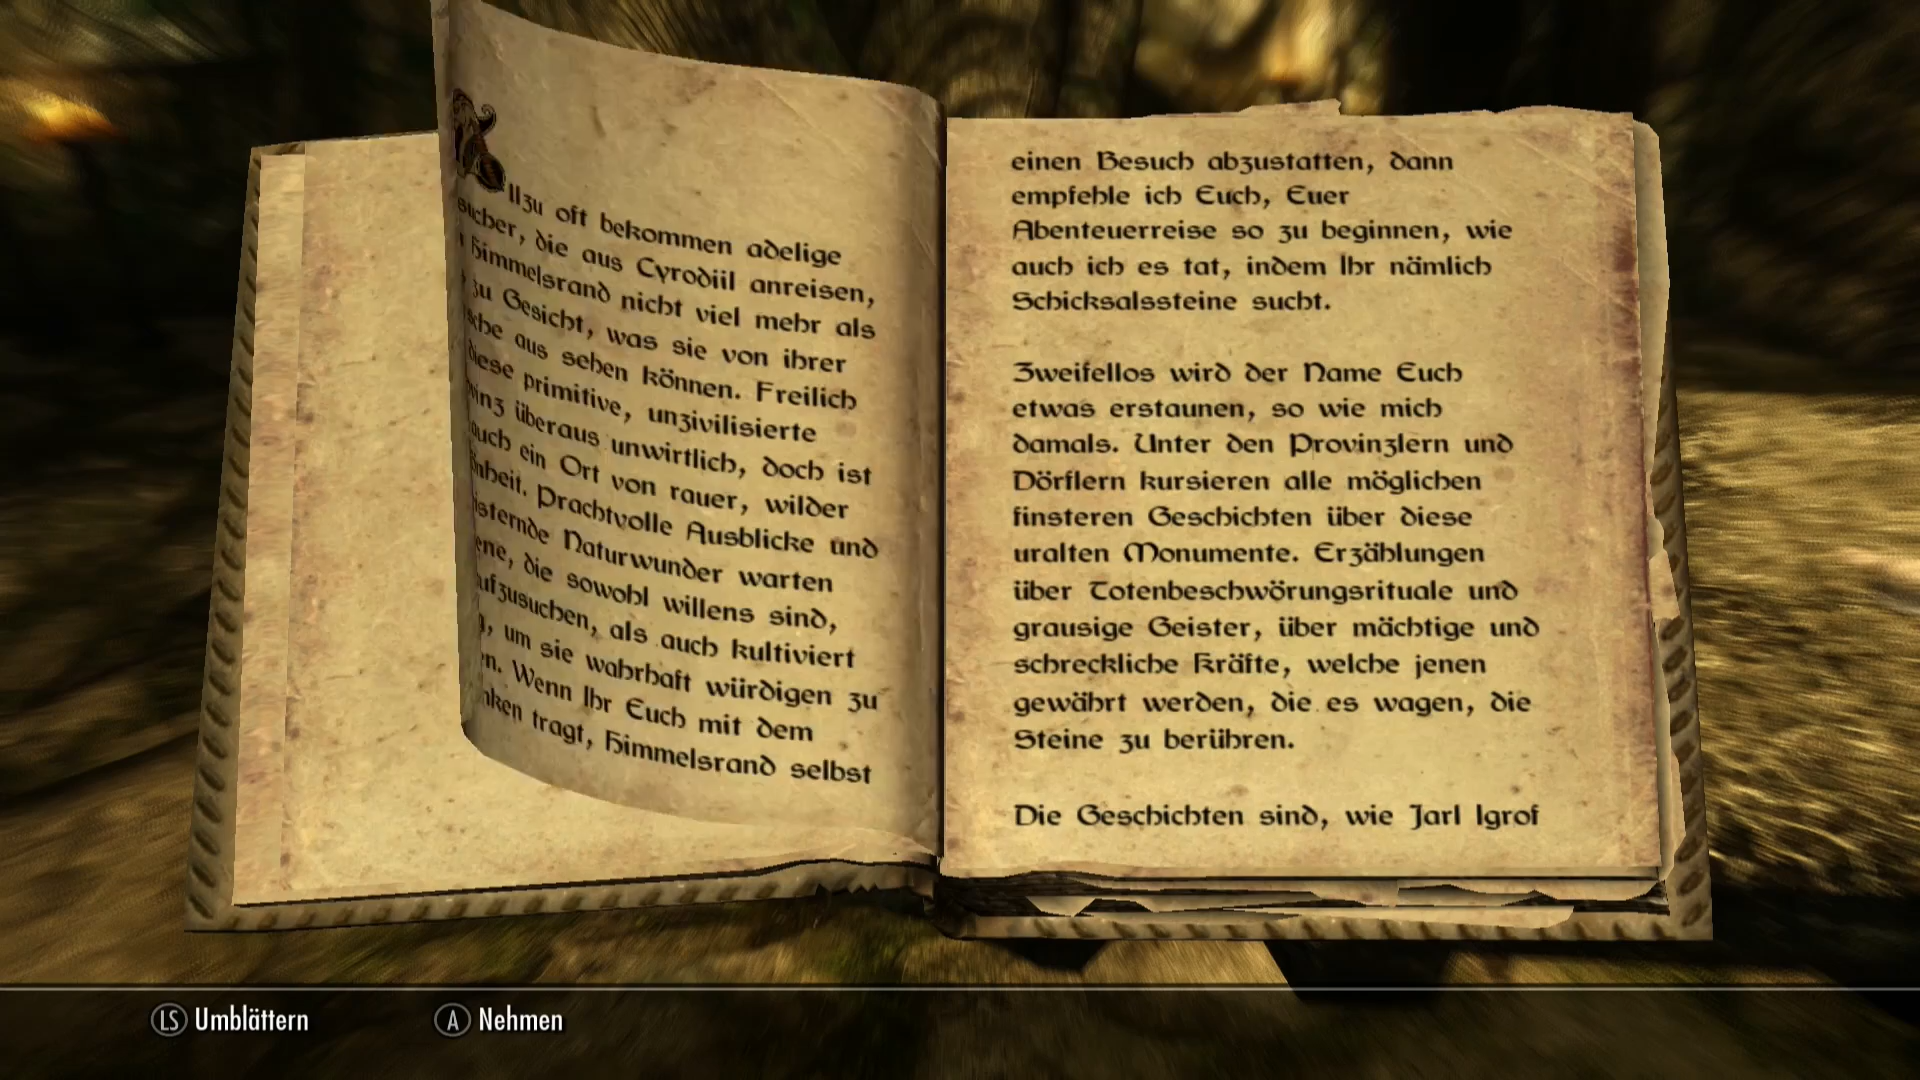 Allzu oft bekommen adelige
die aus Cyrodiil anreisen,
Himmelsrand nicht viel mehr als
zu Gesicht, was sie von ihrer
aus sehen können. Freilich
diese primitive, unzivilisierte
überaus unwirtlich, doch ist
auch ein Ort von rauer, wilder
Prachtvolle Ausblicke und
Naturwunder warten
die sowohl willens sind,
aufzusuchen, als auch kultiviert
um sie wahrhaft würdigen zu
Wenn Ihr Euch mit dem
tragt, Himmelsrand selbst
einen Besuch abzustatten, dann
empfehle ich Euch, Euer
Abenteuerreise so zu beginnen, wie
auch ich es tat, indem Ihr nämlich
Schicksalssteine sucht.
Zweifellos wird der Name Euch
etwas erstaunen, so wie mich
damals. Unter den Provinzlern und
Dörflern kursieren alle möglichen
finsteren Geschichten über diese
uralten Monumente. Erzählungen
über Totenbeschwörungsrituale und
grausige Geister, über mächtige und
schreckliche Kräfte, welche jenen
gewährt werden, die es wagen, die
Steine zu berühren.
Die Geschichten sind, wie Jarl Igrof
LS Umblättern
A Nehmen